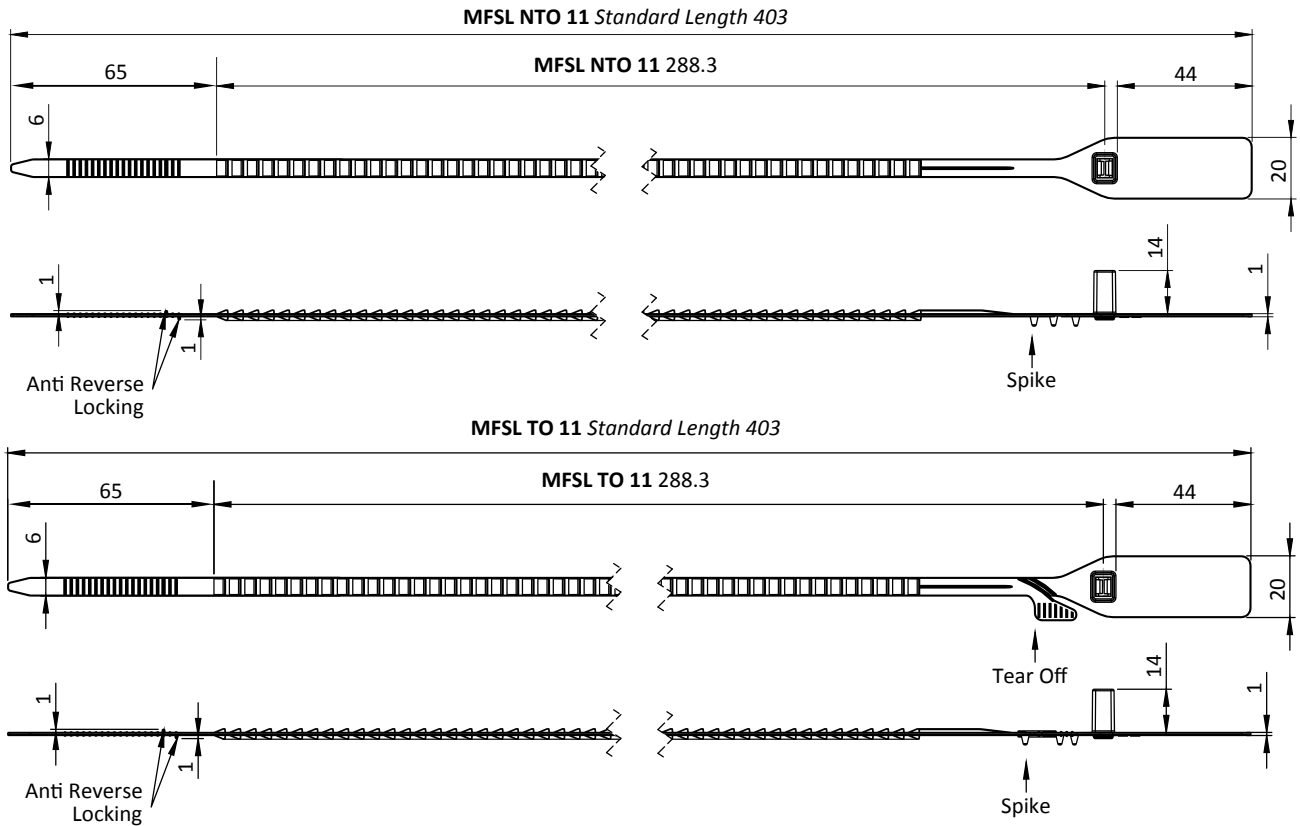 MFSL NTO 11 Standard Length 403
65
MFSL NTO 11 288.3
44
6
20
1
1
14
1
Anti Reverse
Locking
Spike
MFSL TO 11 Standard Length 403
65
MFSL TO 11 288.3
44
6
20
Tear Off
1
1
14
1
Anti Reverse
Locking
Spike